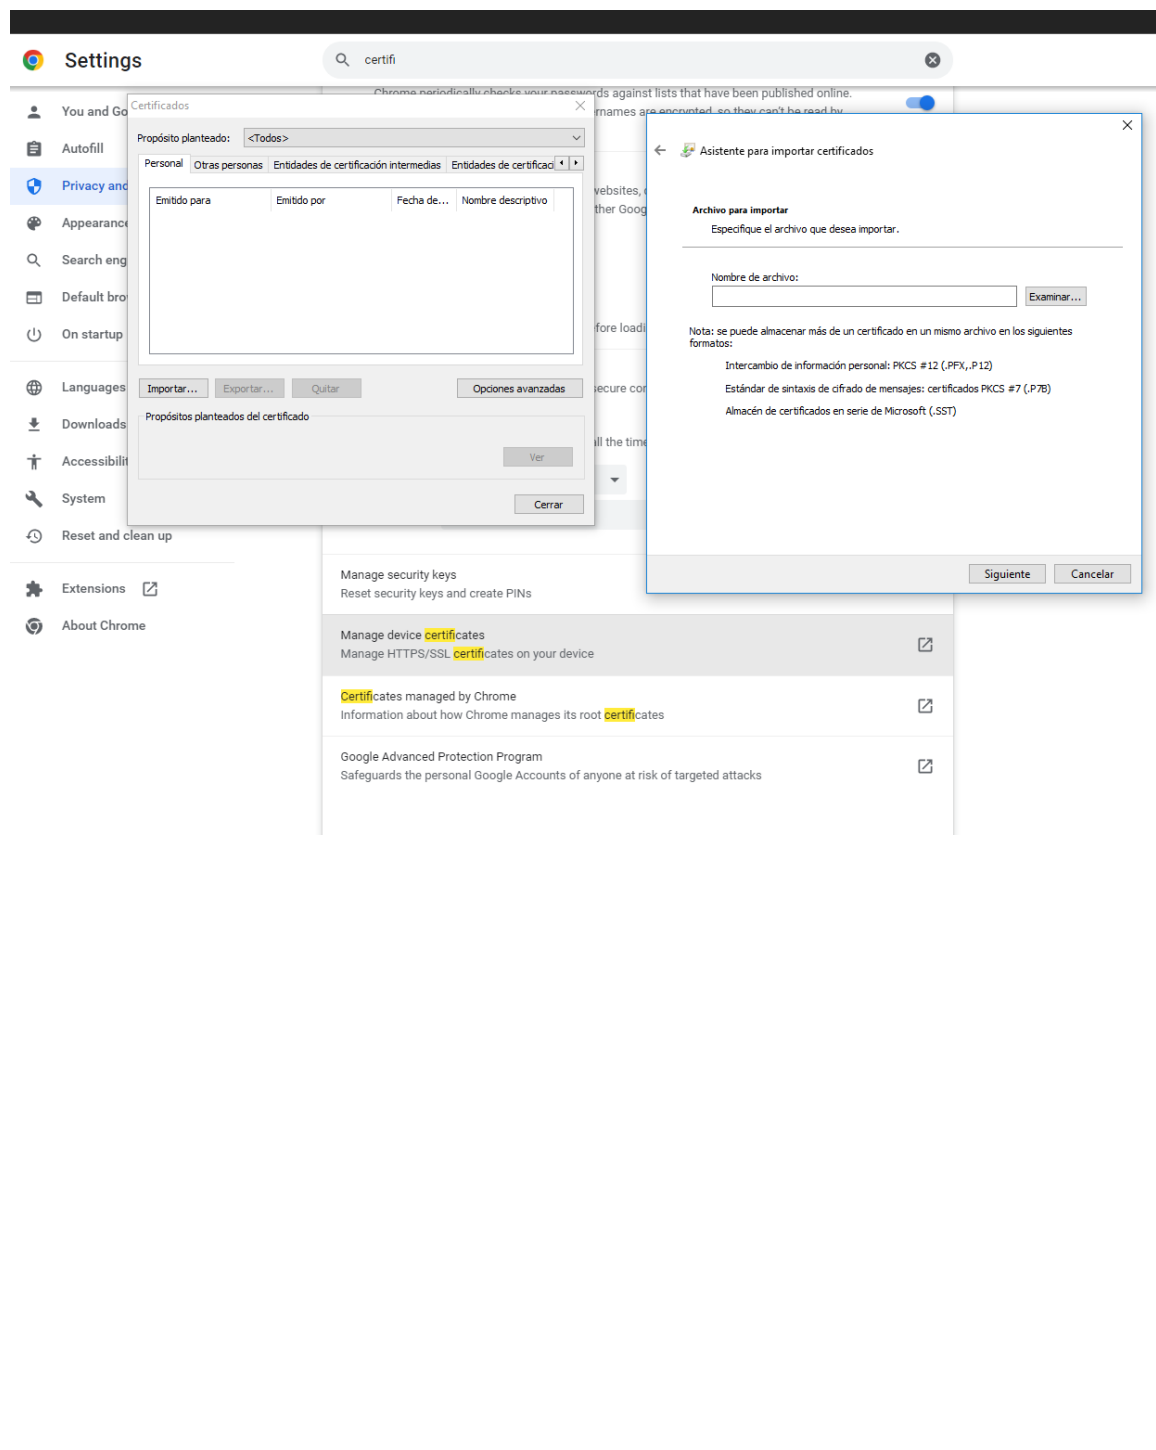 Settings
certifi
You and Go
Autofill
Privacy and
Appearance
Search eng
Default bro
On startup
Languages
Downloads
Accessibilit
System
Reset and clean up
Extensions
About Chrome
Chrome periodically checks your passwords against lists that have been published online.
rnames are encrypted, so they can't be read by
websites,
ther Goog
fore loadi
secure cor
all the time
Certificados
Propósito planteado:
<Todos>
Personal
Otras personas
Entidades de certificación intermedias
Entidades de certificaci
Emitido para
Emitido por
Fecha de...
Nombre descriptivo
Importar...
Exportar...
Quitar
Opciones avanzadas
Propósitos planteados del certificado
Ver
Cerrar
Asistente para importar certificados
Archivo para importar
Especifique el archivo que desea importar.
Nombre de archivo:
Examinar...
Nota: se puede almacenar más de un certificado en un mismo archivo en los siguientes
formatos:
Intercambio de información personal: PKCS #12 (.PFX,.P12)
Estándar de sintaxis de cifrado de mensajes: certificados PKCS #7 (.P7B)
Almacén de certificados en serie de Microsoft (.SST)
Siguiente
Cancelar
Manage security keys
Reset security keys and create PINs
Manage device certificates
Manage HTTPS/SSL certificates on your device
Certificates managed by Chrome
Information about how Chrome manages its root certificates
Google Advanced Protection Program
Safeguards the personal Google Accounts of anyone at risk of targeted attacks